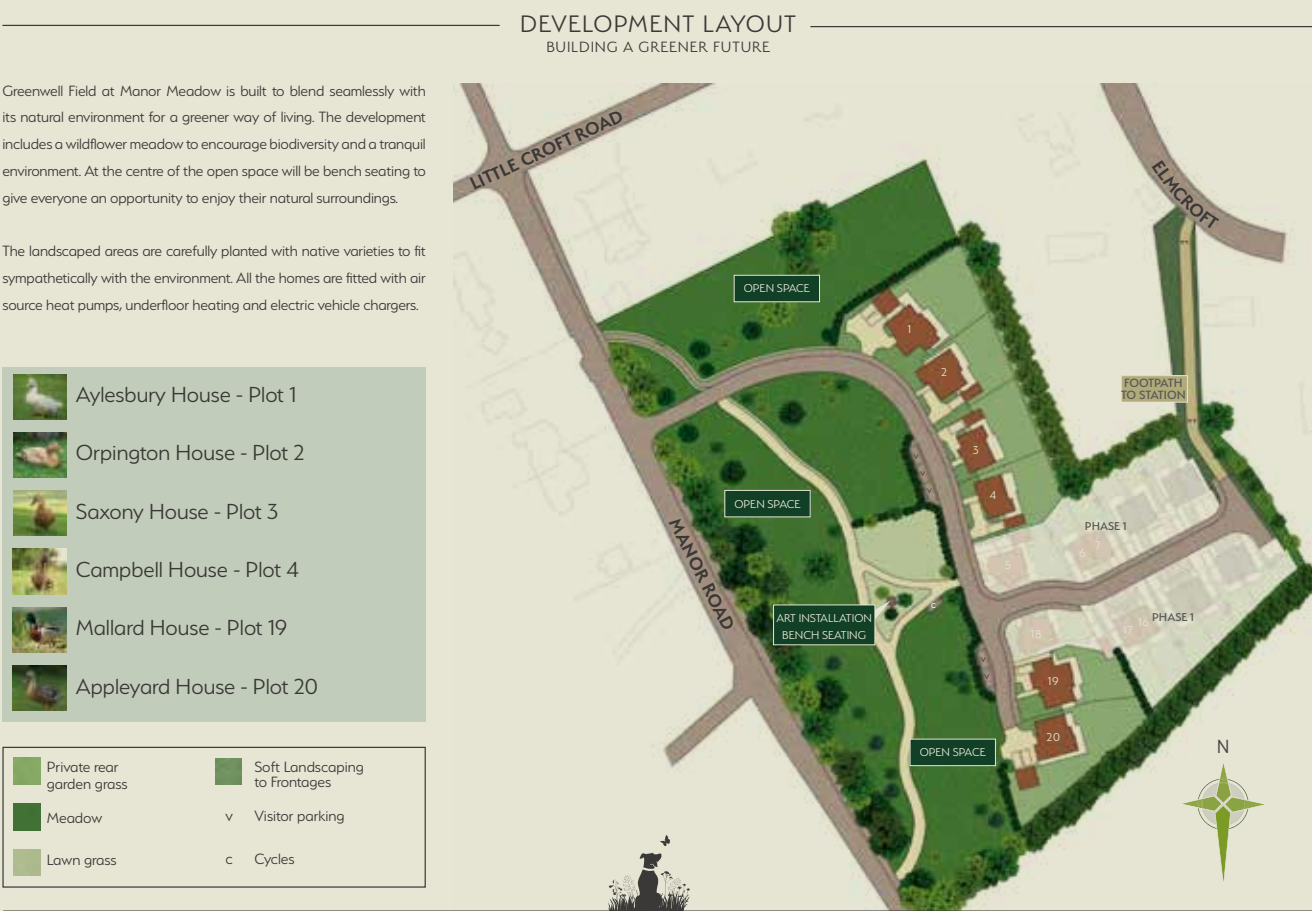 DEVELOPMENT LAYOUT
BUILDING A GREENER FUTURE
Greenwell Field at Manor Meadow is built to blend seamlessly with
its natural environment for a greener way of living. The development
includes a wildflower meadow to encourage biodiversity and a tranquil
environment. At the centre of the open space will be bench seating to
give everyone an opportunity to enjoy their natural surroundings.
The landscaped areas are carefully planted with native varieties to fit
sympathetically with the environment. All the homes are fitted with air
source heat pumps, underfloor heating and electric vehicle chargers.
Aylesbury House - Plot 1
Orpington House - Plot 2
Saxony House - Plot 3
Campbell House - Plot 4
Mallard House - Plot 19
Appleyard House - Plot 20
Private rear
garden grass
Meadow
Lawn grass
Soft Landscaping
to Frontages
v Visitor parking
c Cycles
LITTLE CROFT ROAD
ELMCROFT
OPEN SPACE
1
2
FOOTPATH
TO STATION
3
4
OPEN SPACE
MANOR ROAD
PHASE 1
7
6
5
V
V
V
C
ART INSTALLATION
BENCH SEATING
PHASE 1
16
17
18
V
V
19
20
OPEN SPACE
N